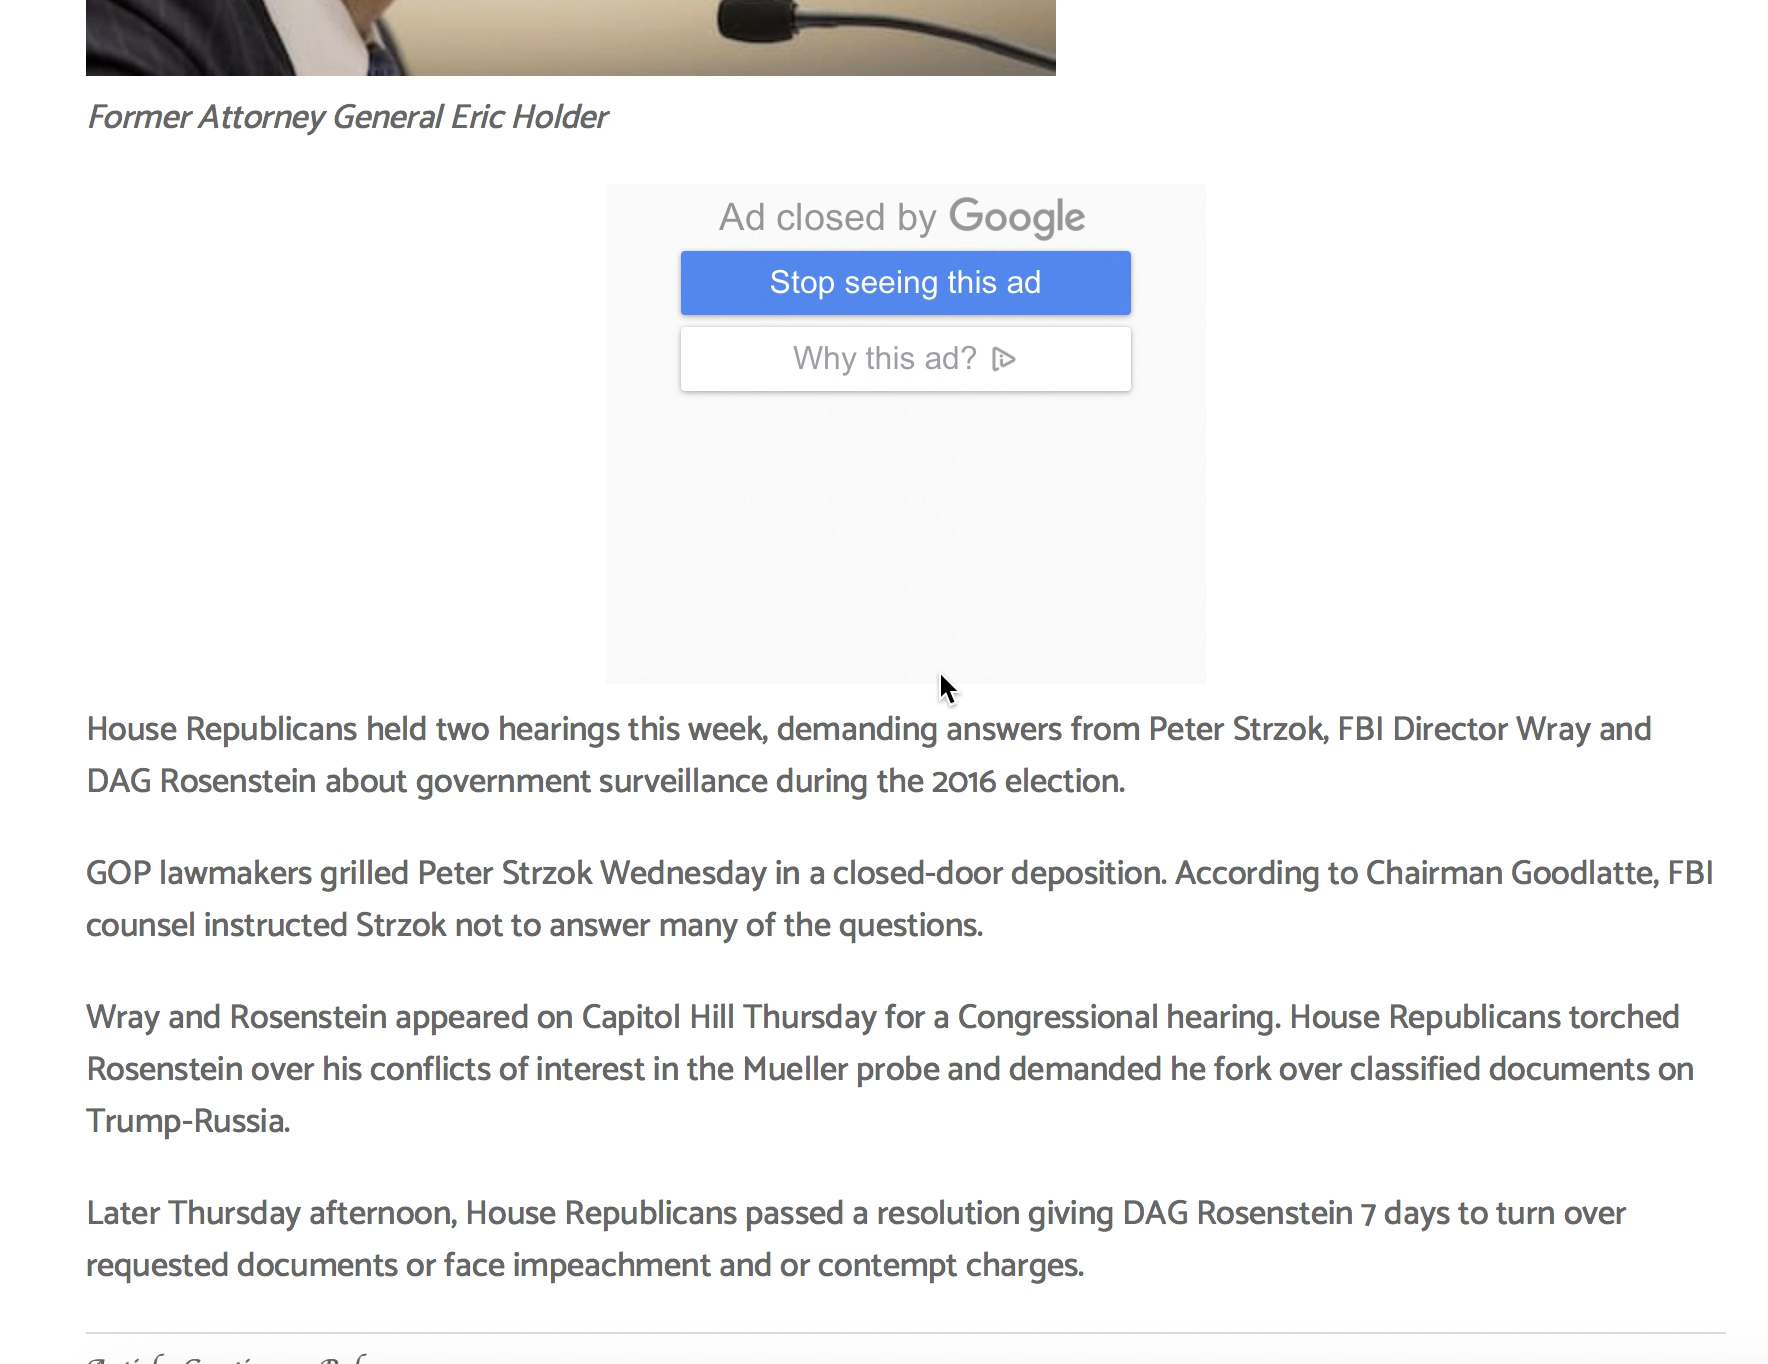 Former Attorney General Eric Holder
Ad closed by Google
Stop seeing this ad
Why this ad?
House Republicans held two hearings this week, demanding answers from Peter Strzok, FBI Director Wray and
DAG Rosenstein about government surveillance during the 2016 election.
GOP lawmakers grilled Peter Strzok Wednesday in a closed-door deposition. According to Chairman Goodlatte, FBI
counsel instructed Strzok not to answer many of the questions.
Wray and Rosenstein appeared on Capitol Hill Thursday for a Congressional hearing. House Republicans torched
Rosenstein over his conflicts of interest in the Mueller probe and demanded he fork over classified documents on
Trump-Russia.
Later Thursday afternoon, House Republicans passed a resolution giving DAG Rosenstein 7 days to turn over
requested documents or face impeachment and or contempt charges.